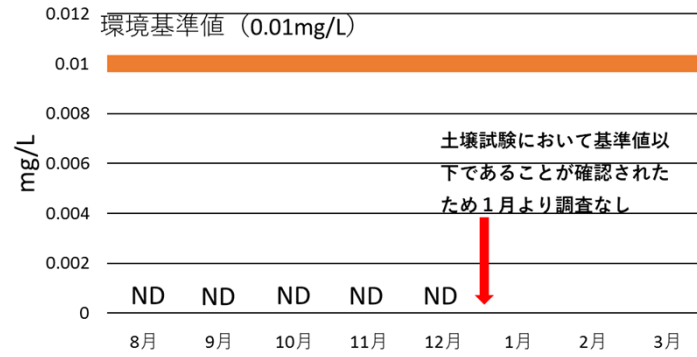 環境基準値（0.01mg/L）
0.012
0.01
0.008
0.006
0.004
0.002
0
mg/L
土壌試験において基準値以
下であることが確認された
ため１月より調査なし
ND ND ND ND ND
8月 9月 10月 11月 12月 1月 2月 3月